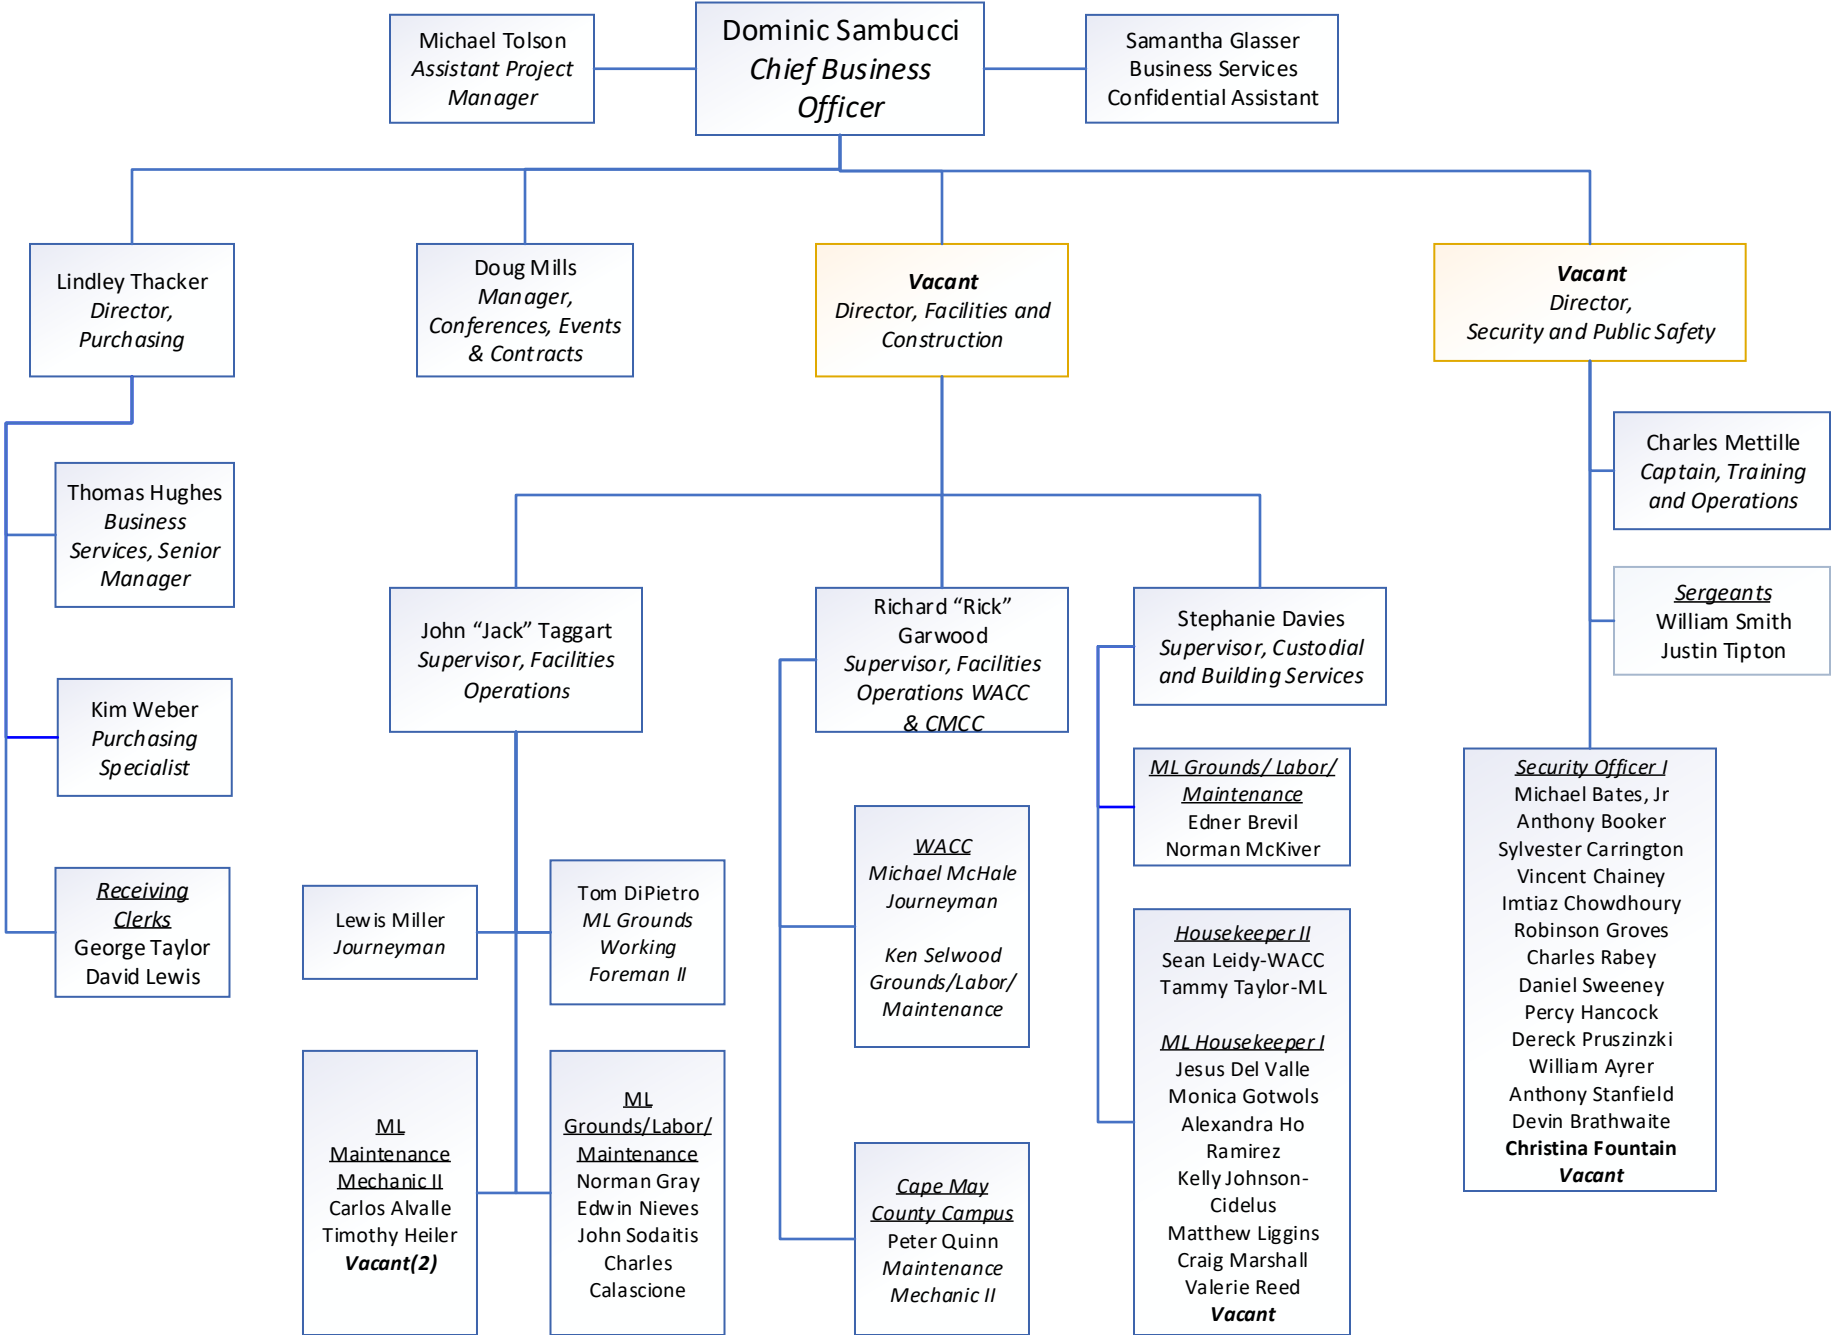 Michael Tolson
Assistant Project
Manager
Dominic Sambucci
Chief Business
Officer
Samantha Glasser
Business Services
Confidential Assistant
Lindley Thacker
Director,
Purchasing
Doug Mills
Manager,
Conferences, Events
& Contracts
Vacant
Director, Facilities and
Construction
Vacant
Director,
Security and Public Safety
Thomas Hughes
Business
Services, Senior
Manager
Kim Weber
Purchasing
Specialist
Receiving
Clerks
George Taylor
David Lewis
John “Jack” Taggart
Supervisor, Facilities
Operations
Lewis Miller
Journeyman
Tom DiPietro
ML Grounds
Working
Foreman II
ML
Maintenance
Mechanic II
Carlos Alvalle
Timothy Heiler
Vacant(2)
ML
Grounds/Labor/
Maintenance
Norman Gray
Edwin Nieves
John Sodaitis
Charles
Calascione
Richard “Rick”
Garwood
Supervisor, Facilities
Operations WACC
& CMCC
WACC
Michael McHale
Journeyman
Ken Selwood
Grounds/Labor/
Maintenance
Cape May
County Campus
Peter Quinn
Maintenance
Mechanic II
Stephanie Davies
Supervisor, Custodial
and Building Services
ML Grounds/ Labor/
Maintenance
Edner Brevil
Norman McKiver
Housekeeper II
Sean Leidy-WACC
Tammy Taylor-ML
ML Housekeeper I
Jesus Del Valle
Monica Gotwols
Alexandra Ho
Ramirez
Kelly Johnson-
Cidelus
Matthew Liggins
Craig Marshall
Valerie Reed
Vacant
Charles Mettille
Captain, Training
and Operations
Sergeants
William Smith
Justin Tipton
Security Officer I
Michael Bates, Jr
Anthony Booker
Sylvester Carrington
Vincent Chainey
Imtiaz Chowdhoury
Robinson Groves
Charles Rabey
Daniel Sweeney
Percy Hancock
Dereck Pruszinzki
William Ayrer
Anthony Stanfield
Devin Brathwaite
Christina Fountain
Vacant